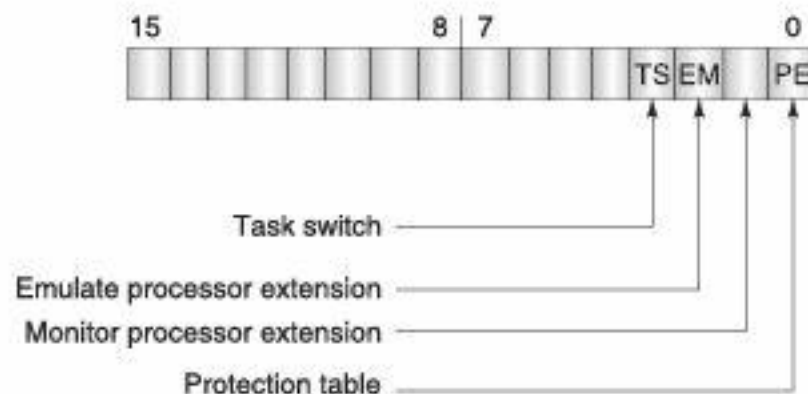 15 8 7 0
TS EM PE
Task switch
Emulate processor extension
Monitor processor extension
Protection table